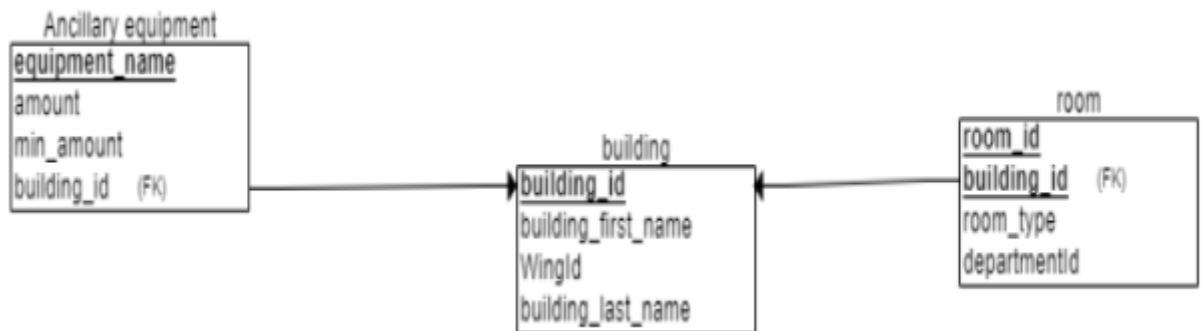 Ancillary equipment
equipment_name
amount
min_amount
building_id (FK)
building
building_id
building_first_name
WingId
building_last_name
room
room_id
building_id (FK)
room_type
departmentId